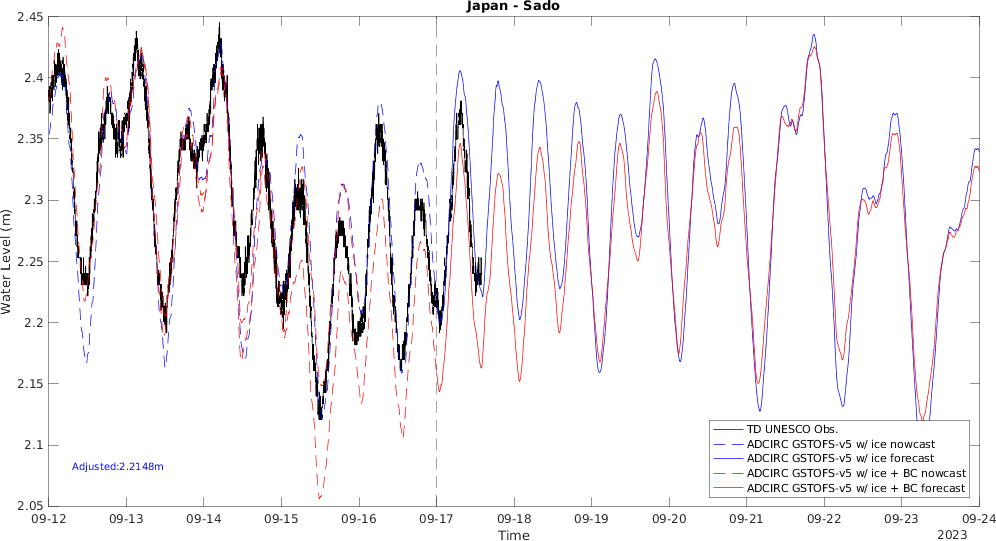 Japan - Sado
2.45
2.4
2.35
2.3
2.25
2.2
2.15
2.1
2.05
Water Level (m)
Adjusted:2.2148m
TD UNESCO Obs.
ADCIRC GSTOFS-v5 w/ ice nowcast
ADCIRC GSTOFS-v5 w/ ice forecast
ADCIRC GSTOFS-v5 w/ ice + BC nowcast
ADCIRC GSTOFS-v5 w/ ice + BC forecast
09-12 09-13 09-14 09-15 09-16 09-17 09-18 09-19 09-20 09-21 09-22 09-23 09-24
Time
2023